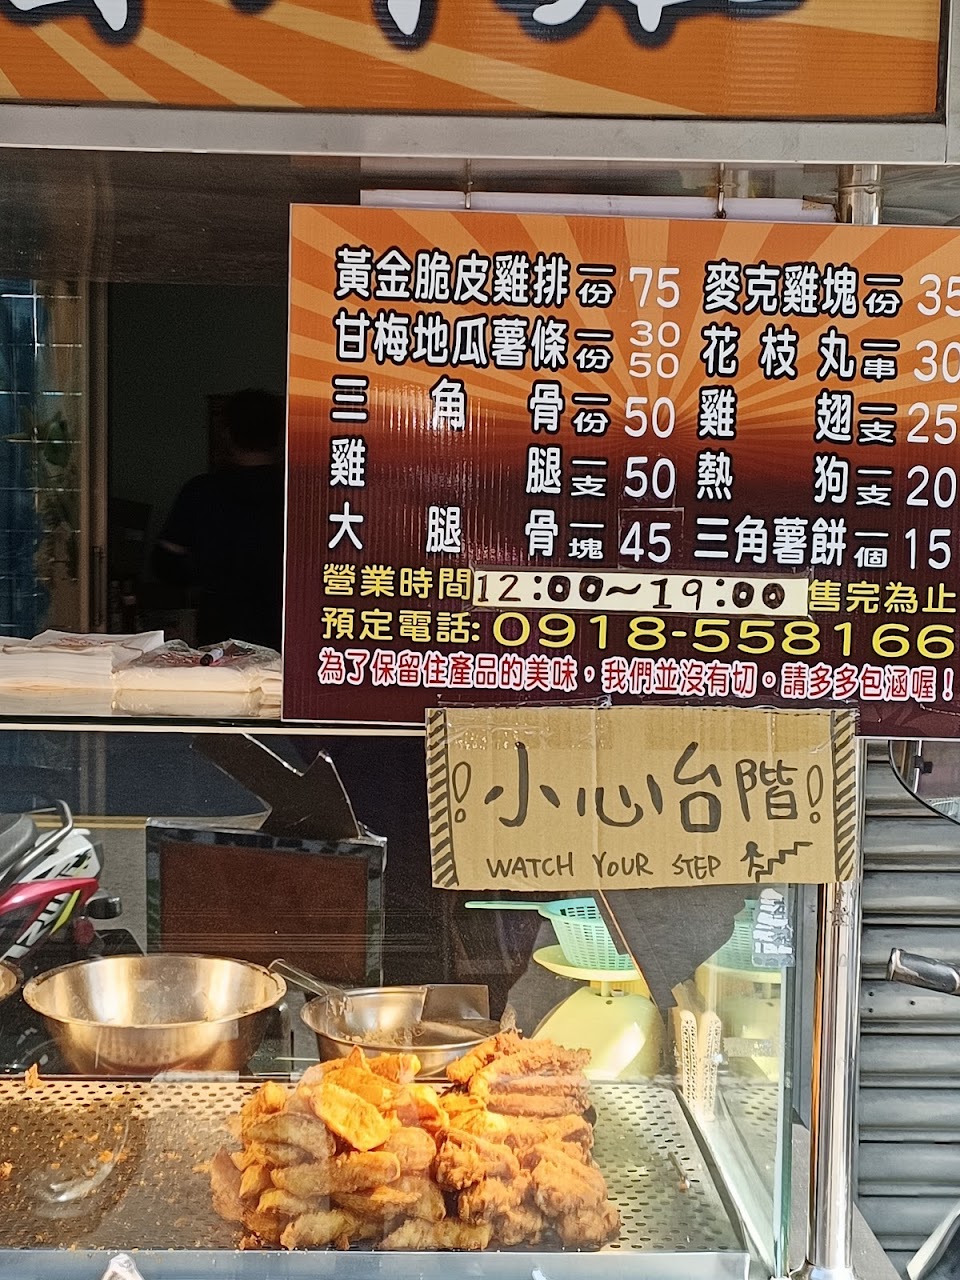 黃金脆皮雞排一份 75 麥克雞塊一份 35
甘梅地瓜薯條一份 30 50 花枝丸一串 30
三角骨一份 50 雞翅一支 25
雞腿一支 50 熱狗一支 20
大腿骨一塊 45 三角薯餅一個 15
營業時間12:00~19:00售完為止
預定電話:0918-558166
為了保留住產品的美味，我們並沒有切。請多多包涵喔！
!小心台階!
WATCH YOUR STEP